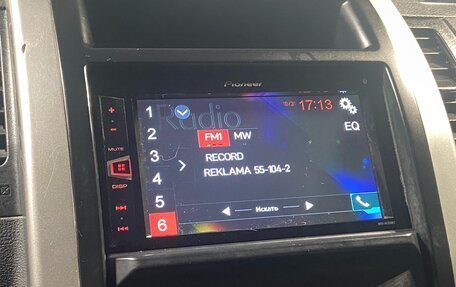 Pioneer
Radio
17:13
1
2
3
4
5
6
FM1 MW
EQ
RECORD
REKLAMA 55-104-2
Искать
MUTE
DISP